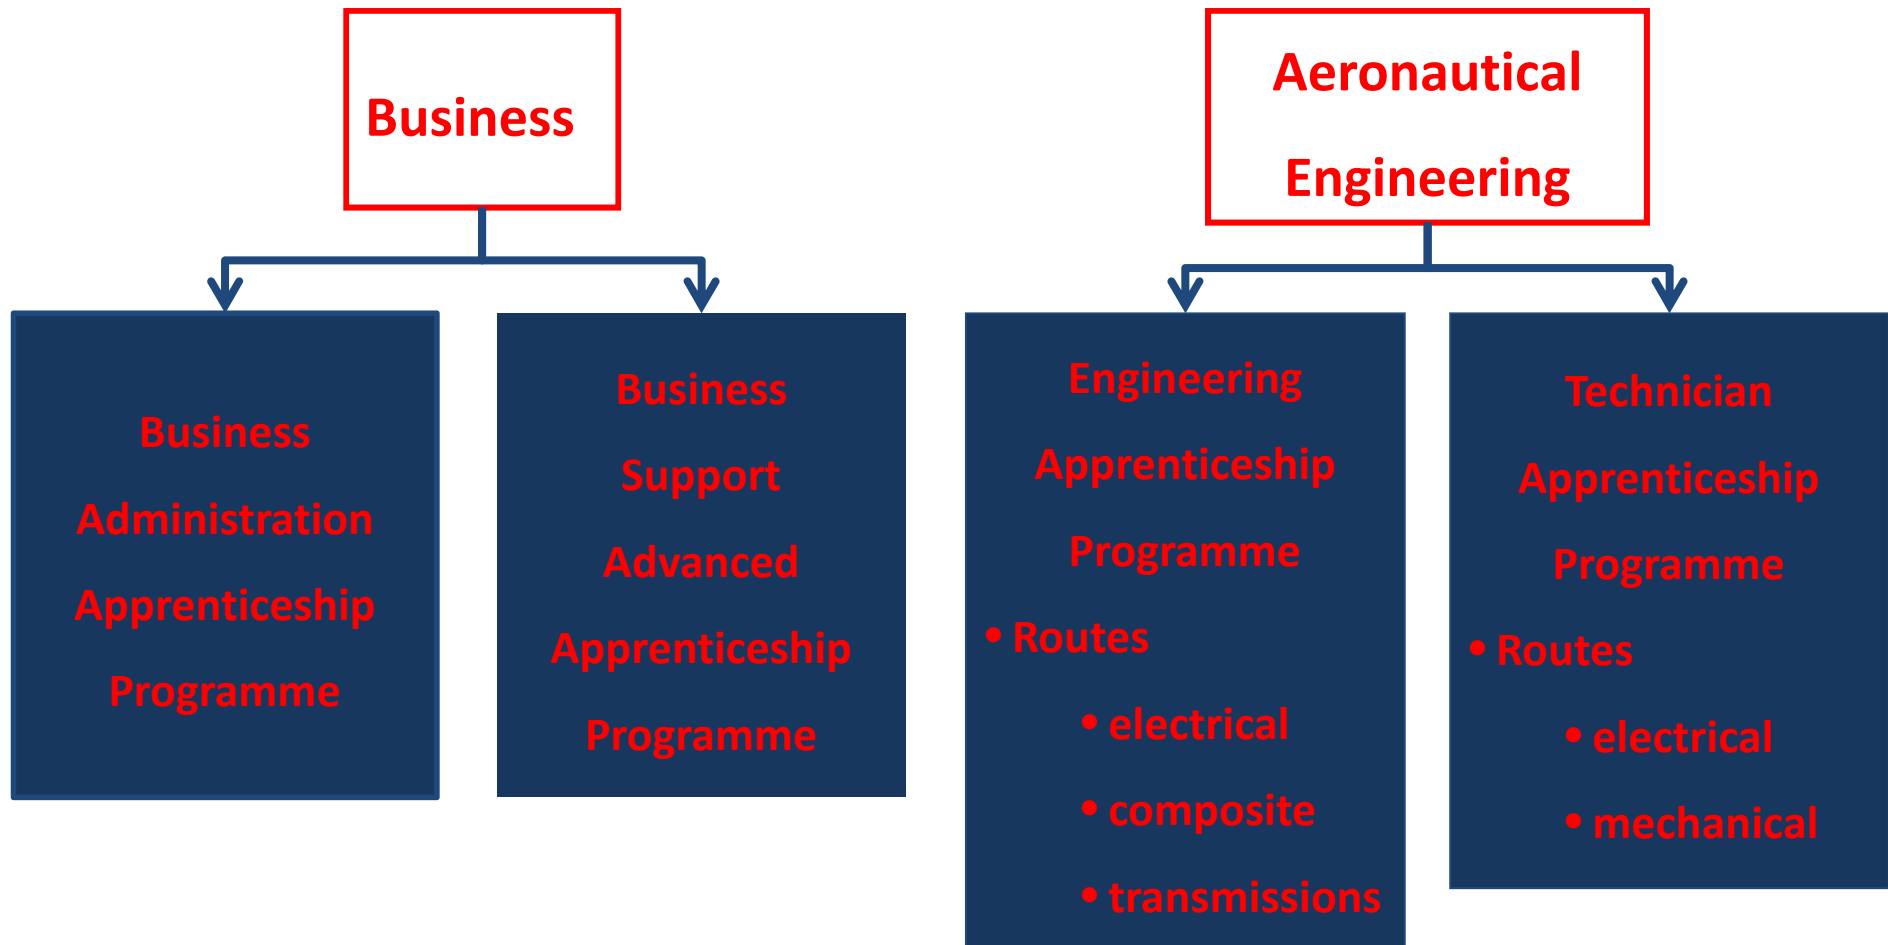 Business
Aeronautical
Engineering
Business
Administration
Apprenticeship
Programme
Business
Support
Advanced
Apprenticeship
Programme
Engineering
Apprenticeship
Programme
• Routes
• electrical
• composite
• transmissions
Technician
Apprenticeship
Programme
• Routes
• electrical
• mechanical